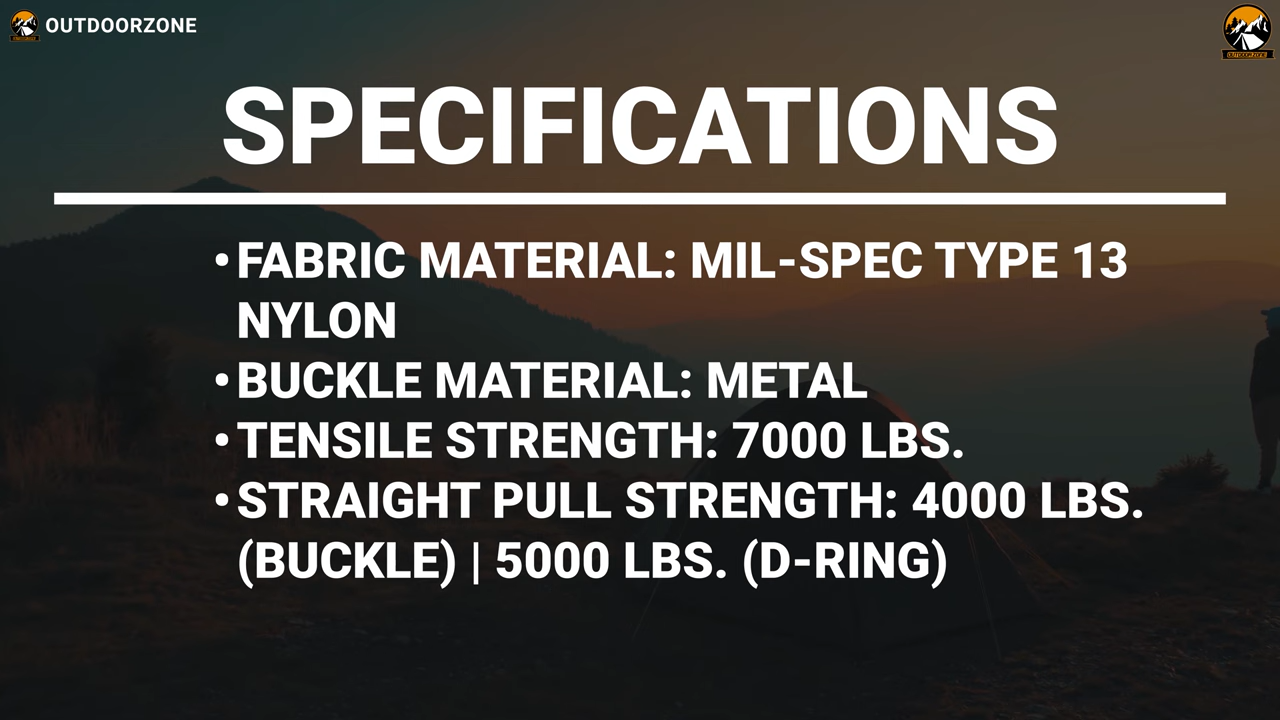 OUTDOORZONE
OUTDOORZONE
SPECIFICATIONS
•FABRIC MATERIAL: MIL-SPEC TYPE 13
NYLON
•BUCKLE MATERIAL: METAL
•TENSILE STRENGTH: 7000 LBS.
•STRAIGHT PULL STRENGTH: 4000 LBS.
(BUCKLE) | 5000 LBS. (D-RING)